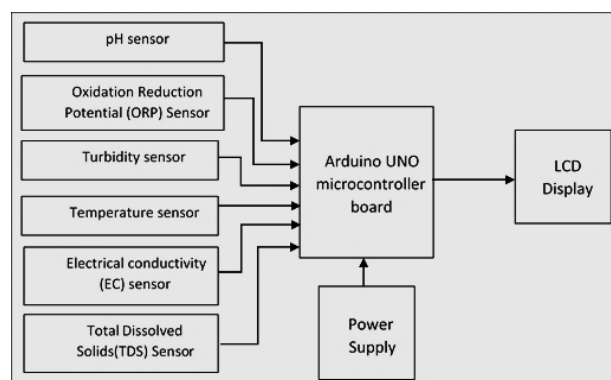 pH sensor
Oxidation Reduction
Potential (ORP) Sensor
Turbidity sensor
Temperature sensor
Electrical conductivity
(EC) sensor
Total Dissolved
Solids(TDS) Sensor
Arduino UNO
microcontroller
board
Power
Supply
LCD
Display